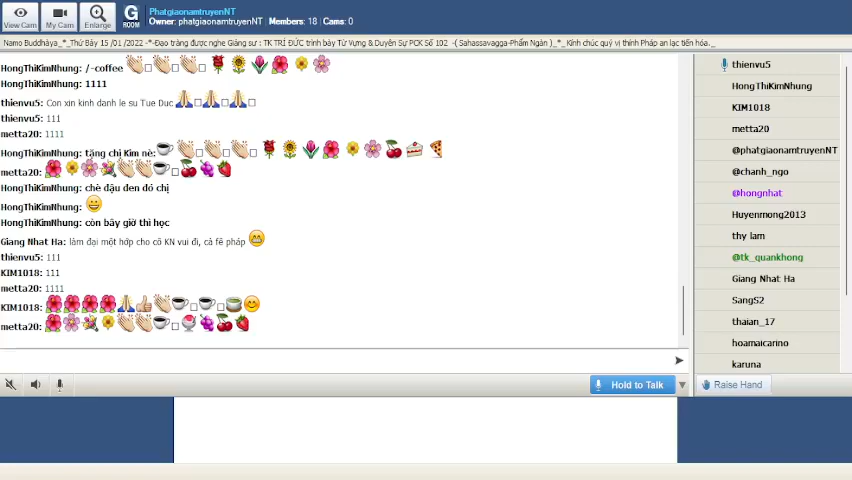 PhatgiaonamtruyenNT
Owner: phatgiaonamtruyenNT Members: 18 Cams: 0
View Cam My Cam Enlarge G ROOM
Namo Buddhàya_*_Thứ Bảy 15 /01 /2022 -*-Đạo tràng được nghe Giảng sư : TK TRÍ ĐỨC trình bày Từ Vựng & Duyên Sự PCK Số 102 -( Sahassavagga-Phẩm Ngàn )_*_ Kính chúc quý vị thính Pháp an lạc tiến hóa._
HongThiKimNhung: /-coffee
HongThiKimNhung: 1111
thienvu5: Con xin kinh danh le su Tue Duc
thienvu5: 111
metta20: 1111
HongThiKimNhung: tặng chị Kim nè:
metta20:
HongThiKimNhung: chè đậu đen đó chị
HongThiKimNhung:
HongThiKimNhung: còn bây giờ thì học
Giang Nhat Ha: làm đại một hớp cho cô KN vui đi, cà fê pháp
thienvu5: 111
KIM1018: 111
metta20: 1111
KIM1018:
metta20:
Hold to Talk
thienvu5
HongThiKimNhung
KIM1018
metta20
@phatgiaonamtruyenNT
@chanh_ngo
@hongnhat
Huyenmong2013
thy lam
@tk_quankhong
Giang Nhat Ha
SangS2
thaian_17
hoamaicarino
karuna
Raise Hand